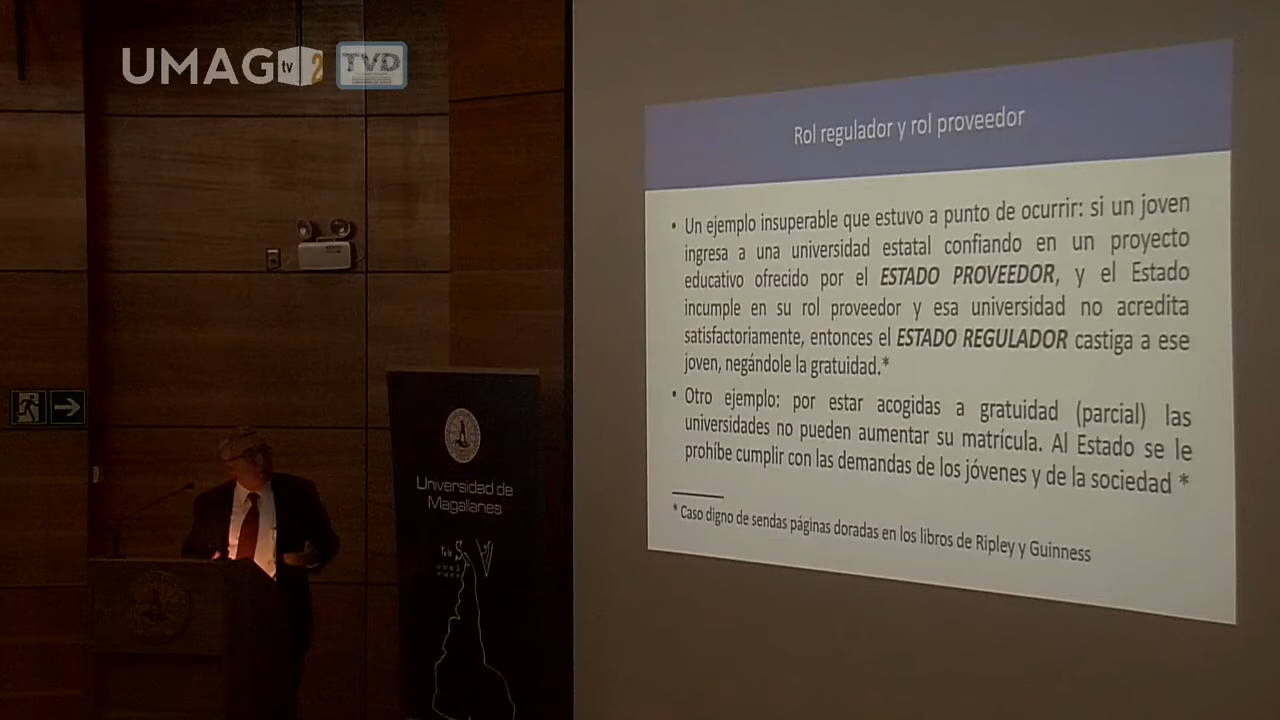 UMAG tv 2 TVD
Rol regulador y rol proveedor
• Un ejemplo insuperable que estuvo a punto de ocurrir: si un joven
ingresa a una universidad estatal confiando en un proyecto
educativo ofrecido por el ESTADO PROVEEDOR, y el Estado
incumple en su rol proveedor y esa universidad no acredita
satisfactoriamente, entonces el ESTADO REGULADOR castiga a ese
joven, negándole la gratuidad.*
• Otro ejemplo: por estar acogidas a gratuidad (parcial) las
universidades no pueden aumentar su matrícula. Al Estado se le
prohíbe cumplir con las demandas de los jóvenes y de la sociedad *
* Caso digno de sendas páginas doradas en los libros de Ripley y Guinness
Universidad de
Magallanes